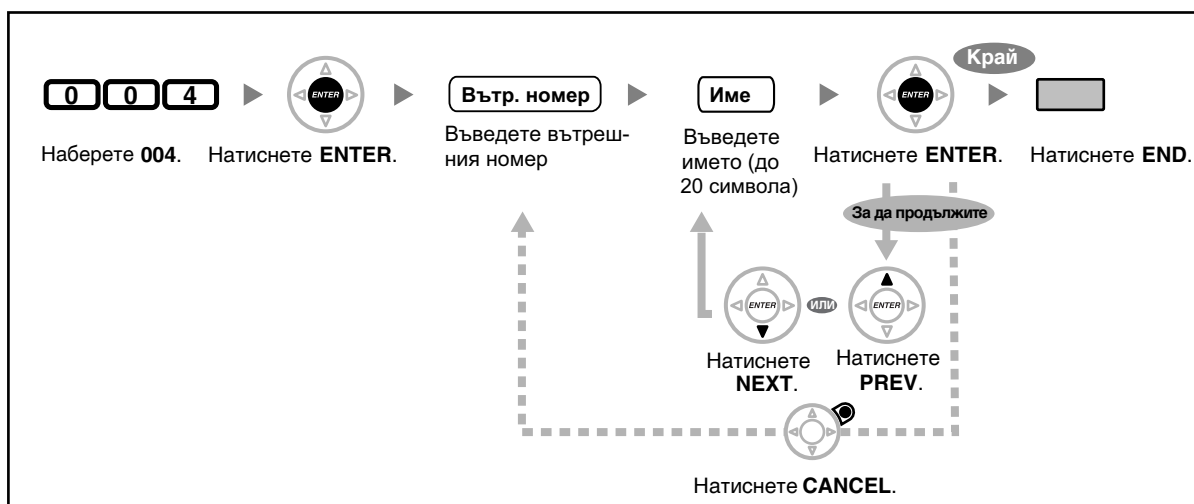 Край
0 0 4
ENTER
Вътр. номер
Име
ENTER
Наберете 004.
Натиснете ENTER.
Въведете вътреш-
ния номер
Въведете
името (до
20 символа)
Натиснете ENTER.
Натиснете END.
За да продължите
ENTER
или
ENTER
Натиснете
NEXT.
Натиснете
PREV.
Натиснете CANCEL.